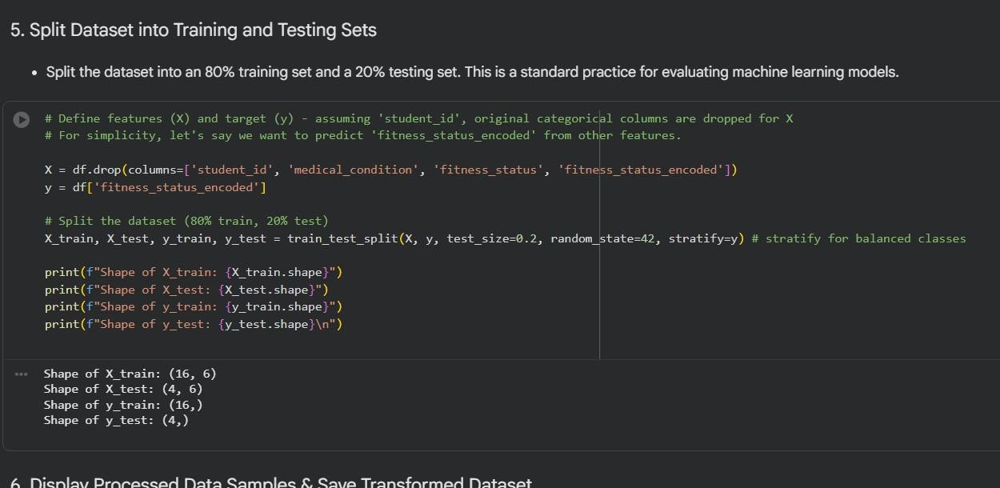 5. Split Dataset into Training and Testing Sets
• Split the dataset into an 80% training set and a 20% testing set. This is a standard practice for evaluating machine learning models.
# Define features (X) and target (y) - assuming 'student_id', original categorical columns are dropped for X
# For simplicity, let's say we want to predict 'fitness_status_encoded' from other features.
X = df.drop(columns=['student_id', 'medical_condition', 'fitness_status', 'fitness_status_encoded'])
y = df['fitness_status_encoded']
# Split the dataset (80% train, 20% test)
X_train, X_test, y_train, y_test = train_test_split(X, y, test_size=0.2, random_state=42, stratify=y) # stratify for balanced classes
print(f"Shape of X_train: {X_train.shape}")
print(f"Shape of X_test: {X_test.shape}")
print(f"Shape of y_train: {y_train.shape}")
print(f"Shape of y_test: {y_test.shape}\n")
Shape of X_train: (16, 6)
Shape of X_test: (4, 6)
Shape of y_train: (16,)
Shape of y_test: (4,)
6. Display Processed Data Samples & Save Transformed Dataset